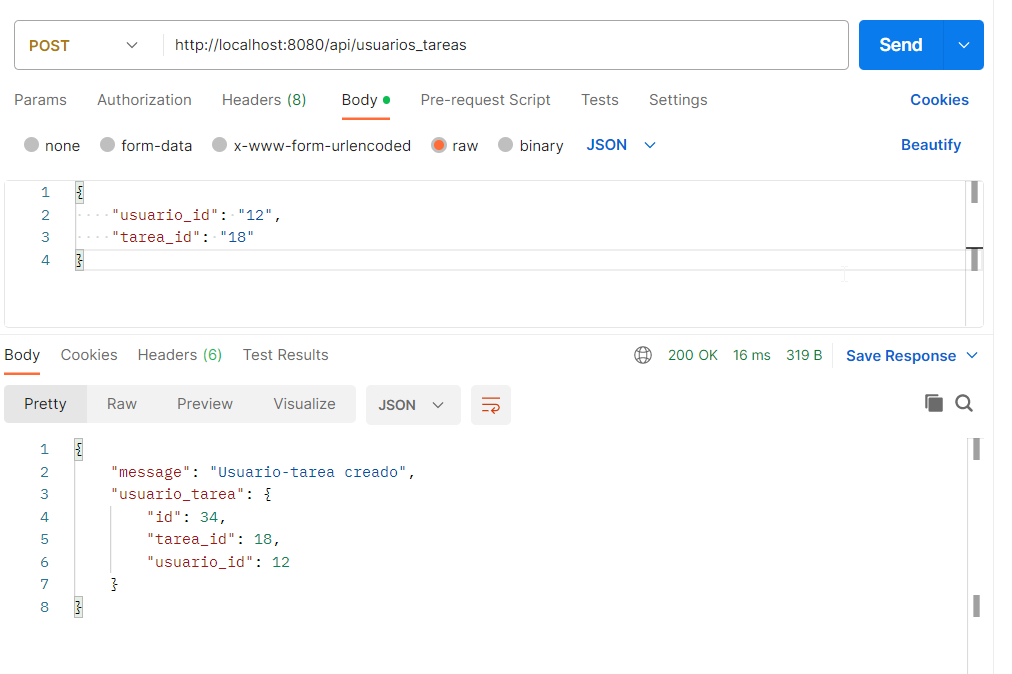 POST http://localhost:8080/api/usuarios_tareas Send
Params Authorization Headers (8) Body Pre-request Script Tests Settings Cookies
none form-data x-www-form-urlencoded raw binary JSON Beautify
1 {
2 "usuario_id": "12",
3 "tarea_id": "18"
4 }
Body Cookies Headers (6) Test Results 200 OK 16 ms 319 B Save Response
Pretty Raw Preview Visualize JSON
1 {
2 "message": "Usuario-tarea creado",
3 "usuario_tarea": {
4 "id": 34,
5 "tarea_id": 18,
6 "usuario_id": 12
7 }
8 }